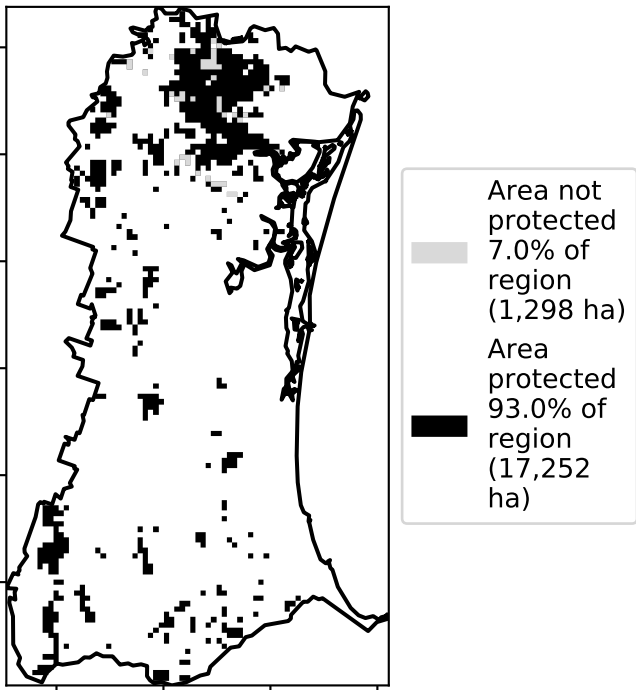 Area not
protected
7.0% of
region
(1,298 ha)
Area
protected
93.0% of
region
(17,252
ha)